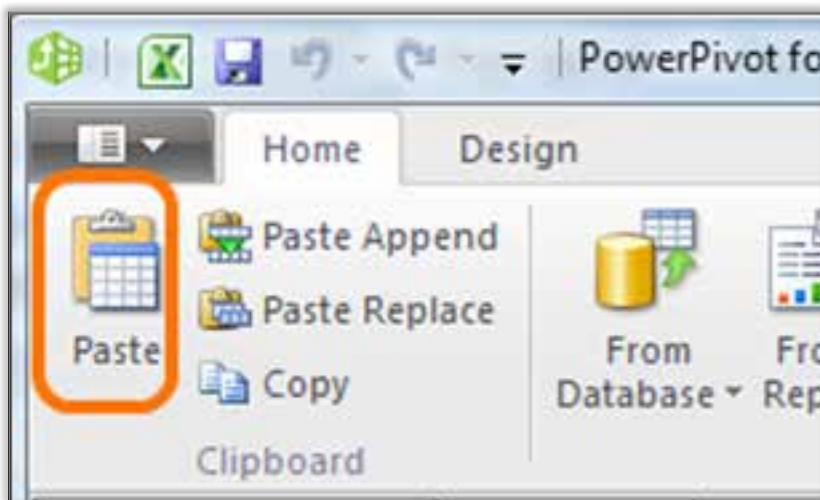 PowerPivot fo
Home Design
Paste Append
Paste Replace
Copy
Paste
From
Database
Fro
Rep
Clipboard